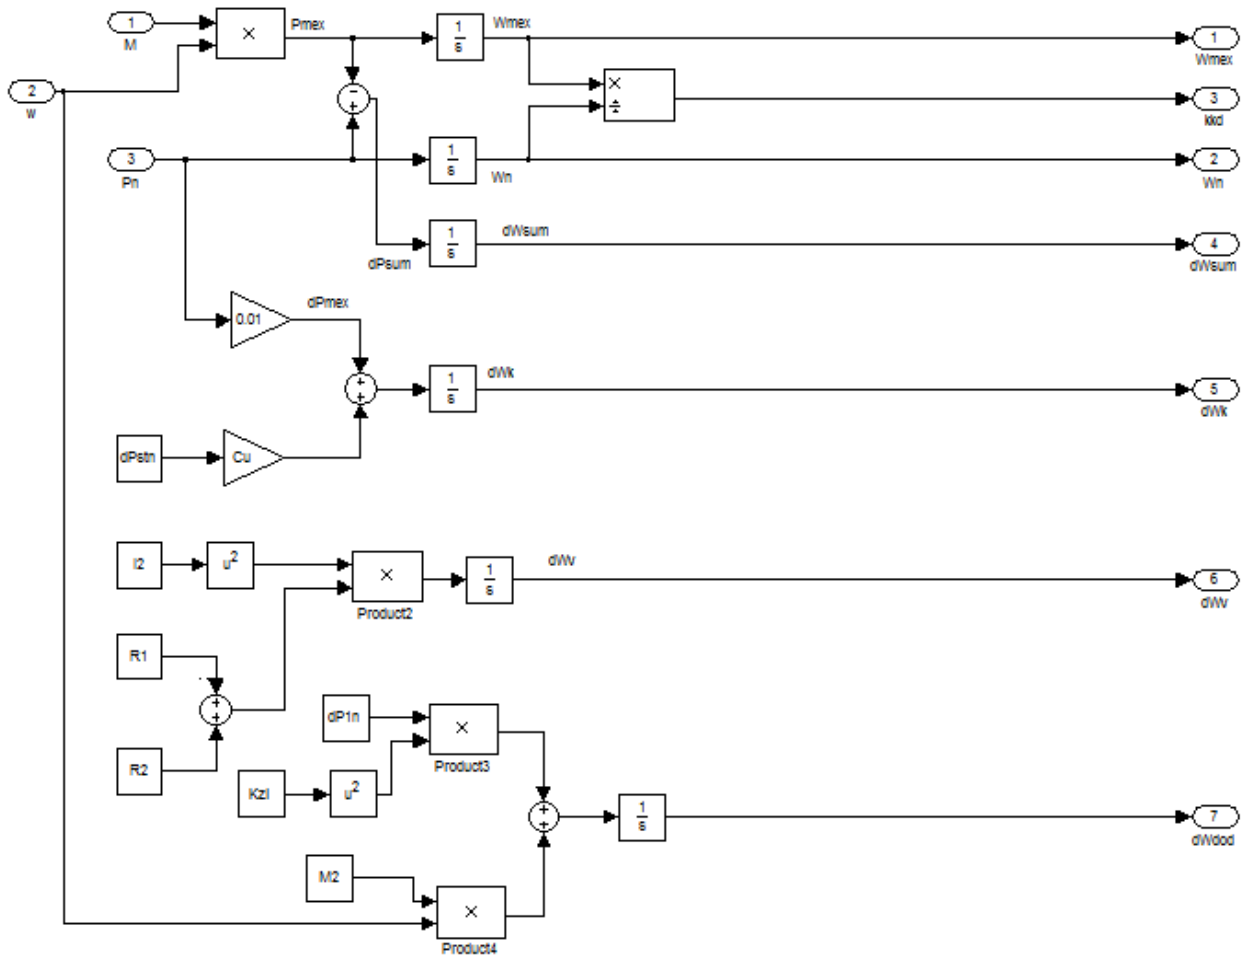 1
M
×
Pmex
1
s
Wmex
1
Wmex
2
w
−
+
×
÷
3
kkd
3
Pn
1
s
Wn
2
Wn
dPsum
1
s
dWsum
4
dWsum
0.01
dPmex
+
+
1
s
dWk
5
dWk
dPstn
Cu
I2
u²
×
Product2
1
s
dWv
6
dWv
R1
+
+
R2
dP1n
×
Product3
Kzl
u²
+
+
1
s
7
dWdod
M2
×
Product4